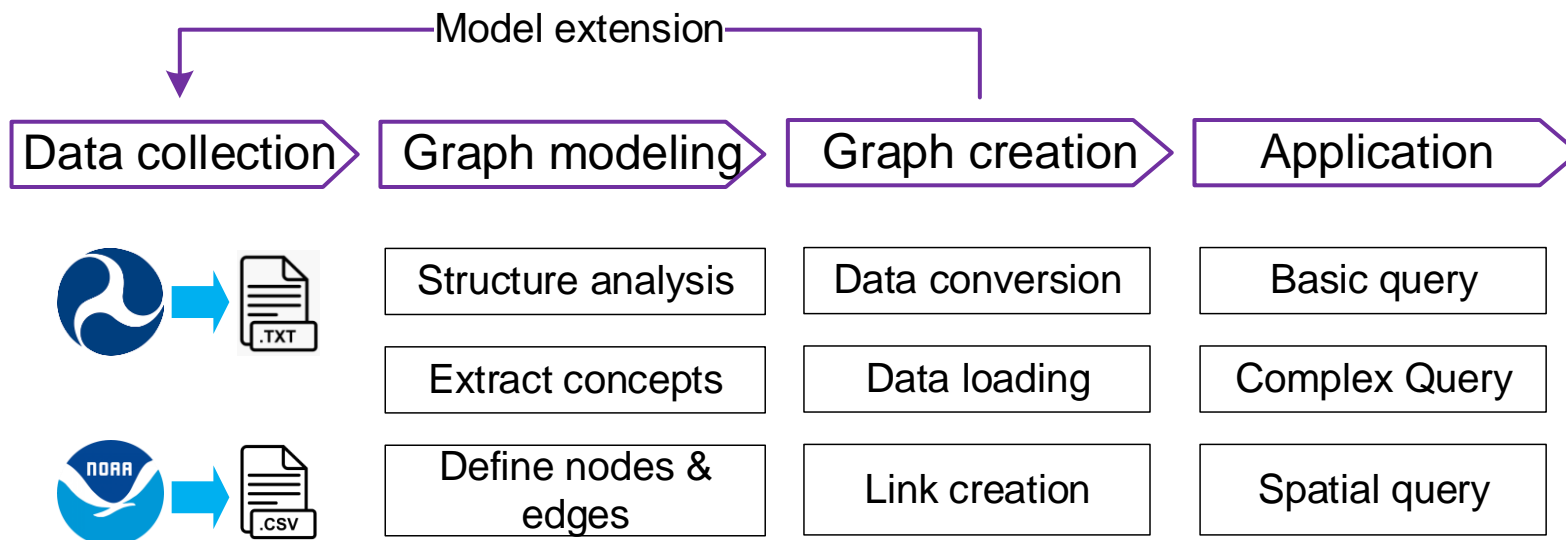 Model extension
Data collection
Graph modeling
Graph creation
Application
.TXT
Structure analysis
Data conversion
Basic query
Extract concepts
Data loading
Complex Query
NOAA
.CSV
Define nodes &
edges
Link creation
Spatial query